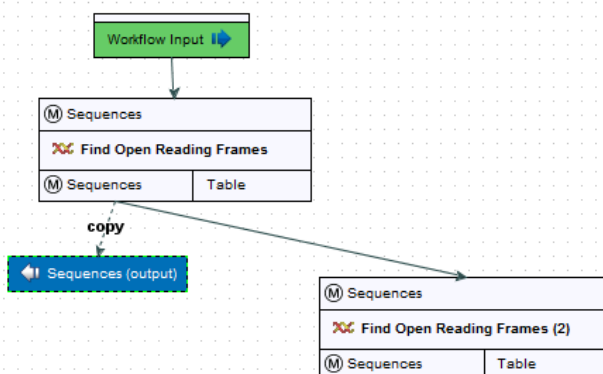 Workflow Input
M Sequences
Find Open Reading Frames
M Sequences Table
copy
Sequences (output)
M Sequences
Find Open Reading Frames (2)
M Sequences Table